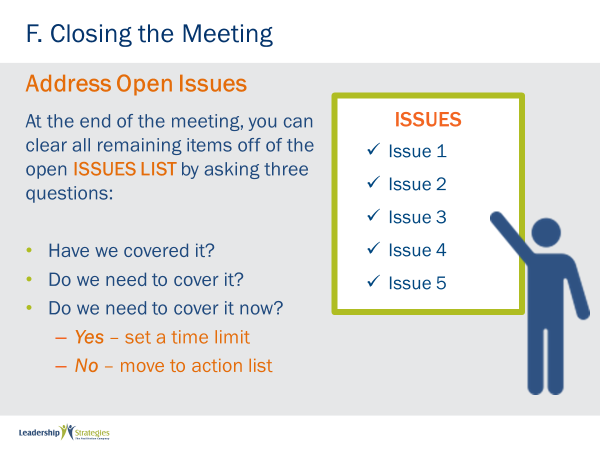 F. Closing the Meeting
Address Open Issues
At the end of the meeting, you can
clear all remaining items off of the
open ISSUES LIST by asking three
questions:
• Have we covered it?
• Do we need to cover it?
• Do we need to cover it now?
– Yes – set a time limit
– No – move to action list
ISSUES
✓ Issue 1
✓ Issue 2
✓ Issue 3
✓ Issue 4
✓ Issue 5
Leadership Strategies
The Facilitation Company